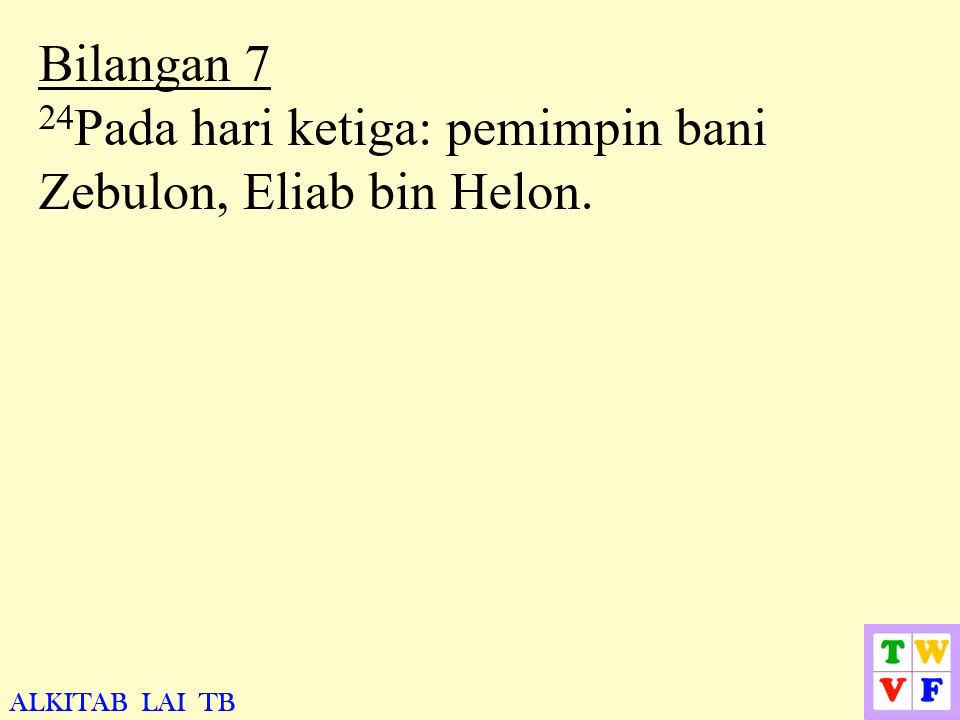 Bilangan 7
24Pada hari ketiga: pemimpin bani
Zebulon, Eliab bin Helon.
T W
V F
ALKITAB LAI TB